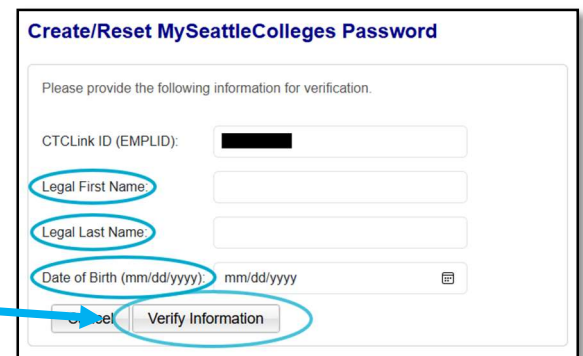 Create/Reset MySeattleColleges Password
Please provide the following information for verification.
CTCLink ID (EMPLID):
Legal First Name:
Legal Last Name:
Date of Birth (mm/dd/yyyy): mm/dd/yyyy
Cancel Verify Information